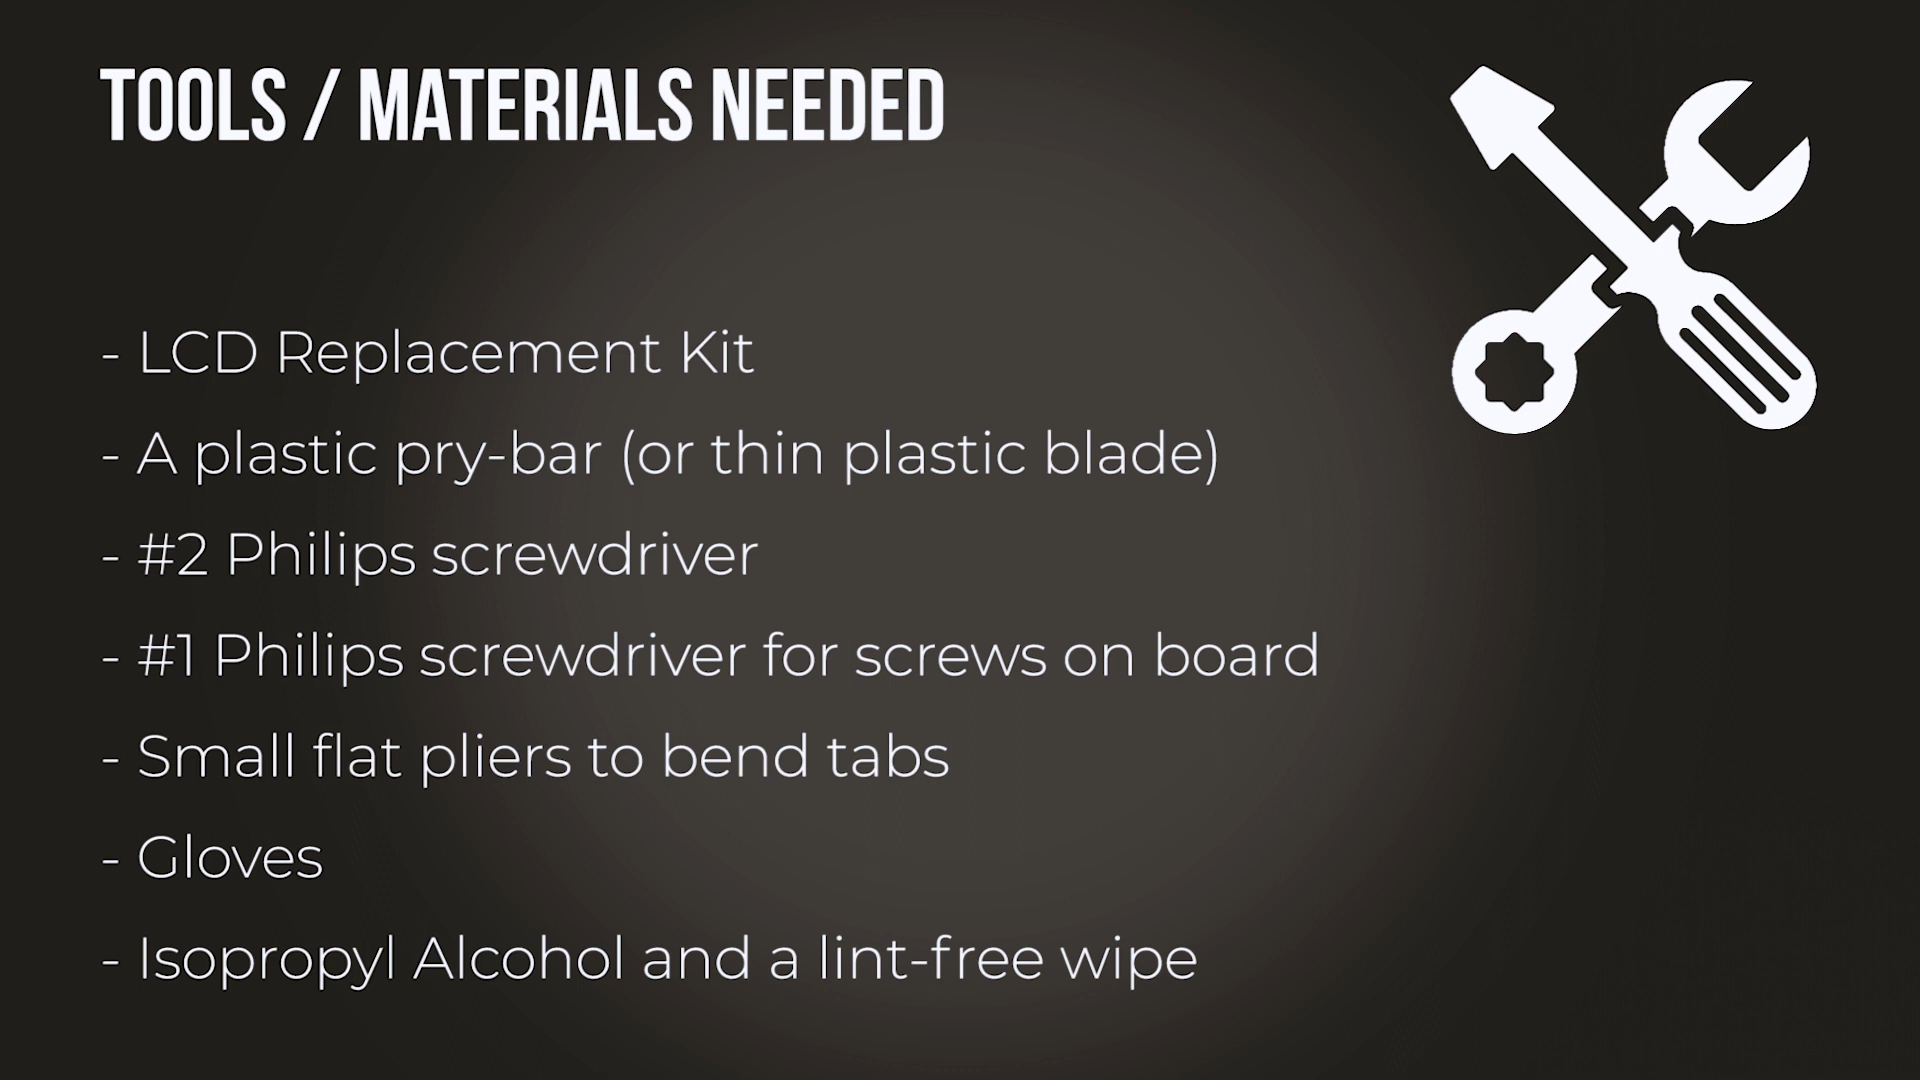 TOOLS / MATERIALS NEEDED
- LCD Replacement Kit
- A plastic pry-bar (or thin plastic blade)
- #2 Philips screwdriver
- #1 Philips screwdriver for screws on board
- Small flat pliers to bend tabs
- Gloves
- Isopropyl Alcohol and a lint-free wipe